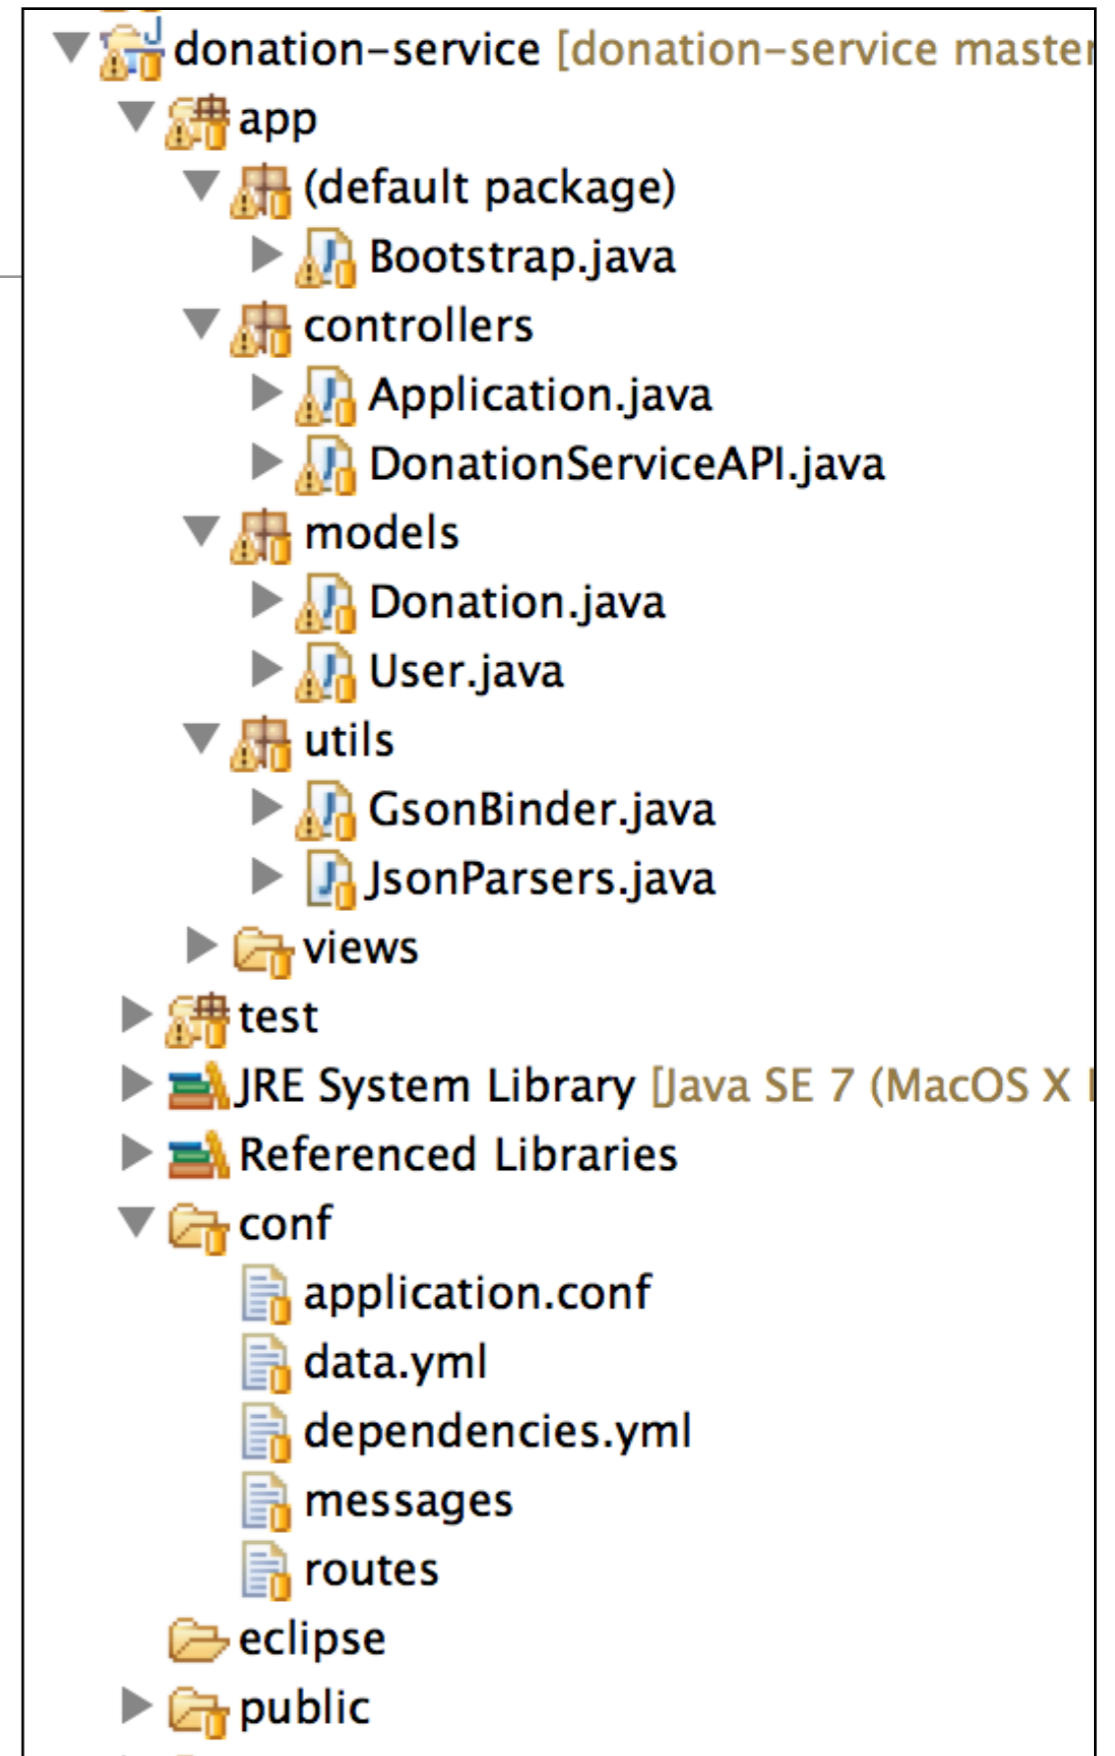 donation-service [donation-service master
app
(default package)
Bootstrap.java
controllers
Application.java
DonationServiceAPI.java
models
Donation.java
User.java
utils
GsonBinder.java
JsonParsers.java
views
test
JRE System Library [Java SE 7 (MacOS X
Referenced Libraries
conf
application.conf
data.yml
dependencies.yml
messages
routes
eclipse
public